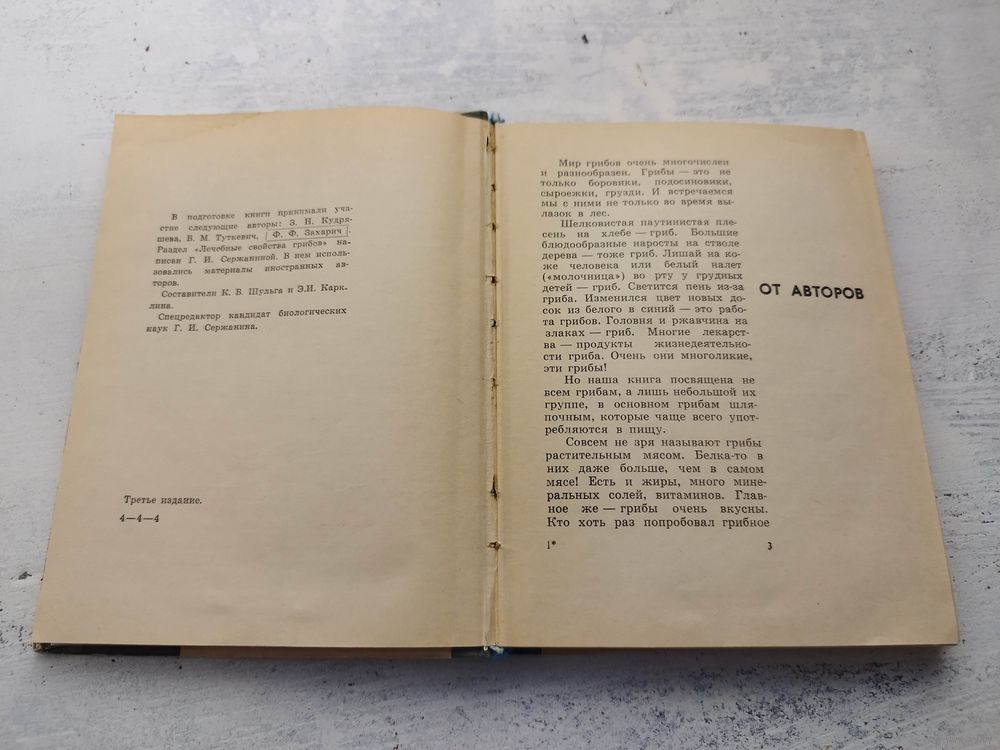 В подготовке книги принимали уча-
стие следующие авторы: З. Н. Кудря-
шева, В. М. Туткевич, Ф. Ф. Захарич.
Раздел «Лечебные свойства грибов» на-
писан Г. И. Сержаниной. В нем исполь-
зовались материалы иностранных ав-
торов.
Составители К. В. Шульга и Э.И. Карк-
лина.
Спецредактор кандидат биологических
наук Г. И. Сержанина.
Третье издание.
4—4—4
Мир грибов очень многочислен
и разнообразен. Грибы — это не
только боровики, подосиновики,
сыроежки, грузди. И встречаемся
мы с ними не только во время вы-
лазок в лес.
Шелковистая паутинистая пле-
сень на хлебе — гриб. Большие
блюдообразные наросты на стволе
дерева — тоже гриб. Лишай на ко-
же человека или белый налет
(«молочница») во рту у грудных
детей — гриб. Светится пень из-за
гриба. Изменился цвет новых до-
сок из белого в синий — это рабо-
та грибов. Головня и ржавчина на
злаках — гриб. Многие лекарст-
ва — продукты жизнедеятельно-
сти гриба. Очень они многоликие,
эти грибы!
Но наша книга посвящена не
всем грибам, а лишь небольшой их
группе, в основном грибам шля-
почным, которые чаще всего упот-
ребляются в пищу.
Совсем не зря называют грибы
растительным мясом. Белка-то в
них даже больше, чем в самом
мясе! Есть и жиры, много мине-
ральных солей, витаминов. Глав-
ное же — грибы очень вкусны.
Кто хоть раз попробовал грибное
1* 3
ОТ АВТОРОВ